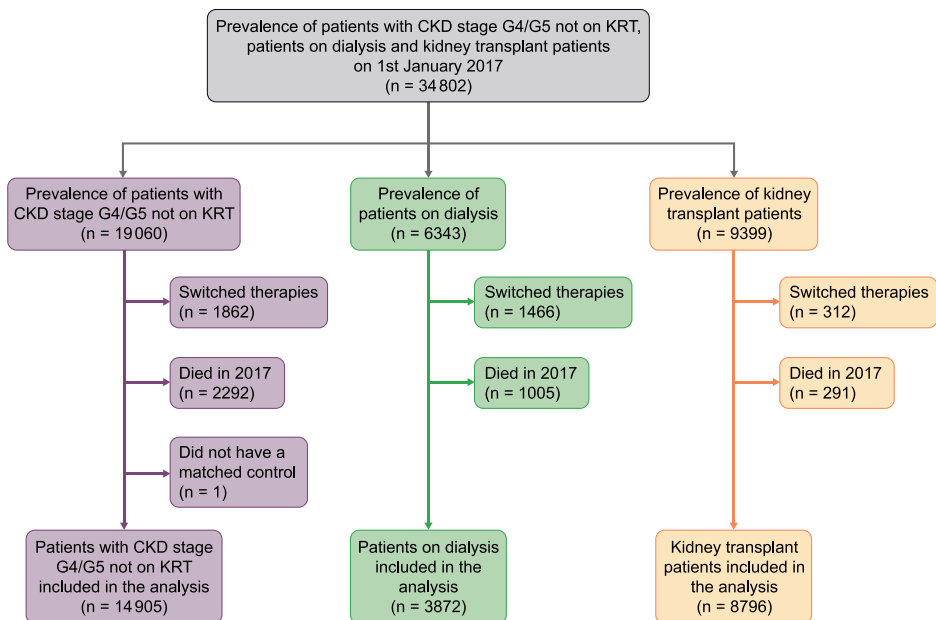 Prevalence of patients with CKD stage G4/G5 not on KRT,
patients on dialysis and kidney transplant patients
on 1st January 2017
(n = 34 802)
Prevalence of patients with
CKD stage G4/G5 not on KRT
(n = 19 060)
Switched therapies
(n = 1862)
Died in 2017
(n = 2292)
Did not have a
matched control
(n = 1)
Patients with CKD stage
G4/G5 not on KRT
included in the analysis
(n = 14 905)
Prevalence of
patients on dialysis
(n = 6343)
Switched therapies
(n = 1466)
Died in 2017
(n = 1005)
Patients on dialysis
included in the
analysis
(n = 3872)
Prevalence of kidney
transplant patients
(n = 9399)
Switched therapies
(n = 312)
Died in 2017
(n = 291)
Kidney transplant
patients included in
the analysis
(n = 8796)